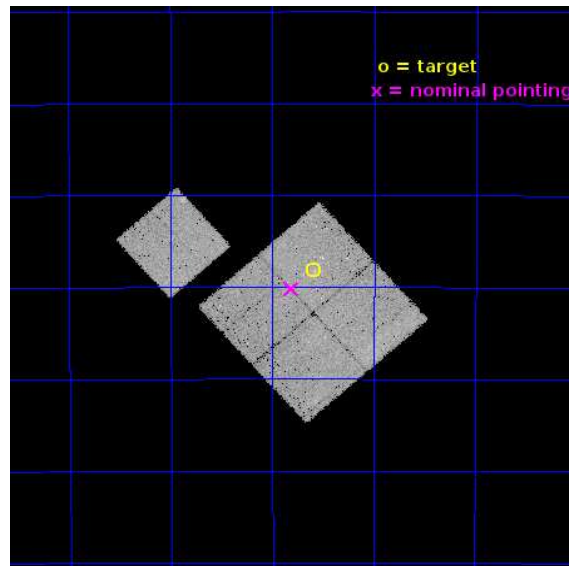 o = target
x = nominal pointing